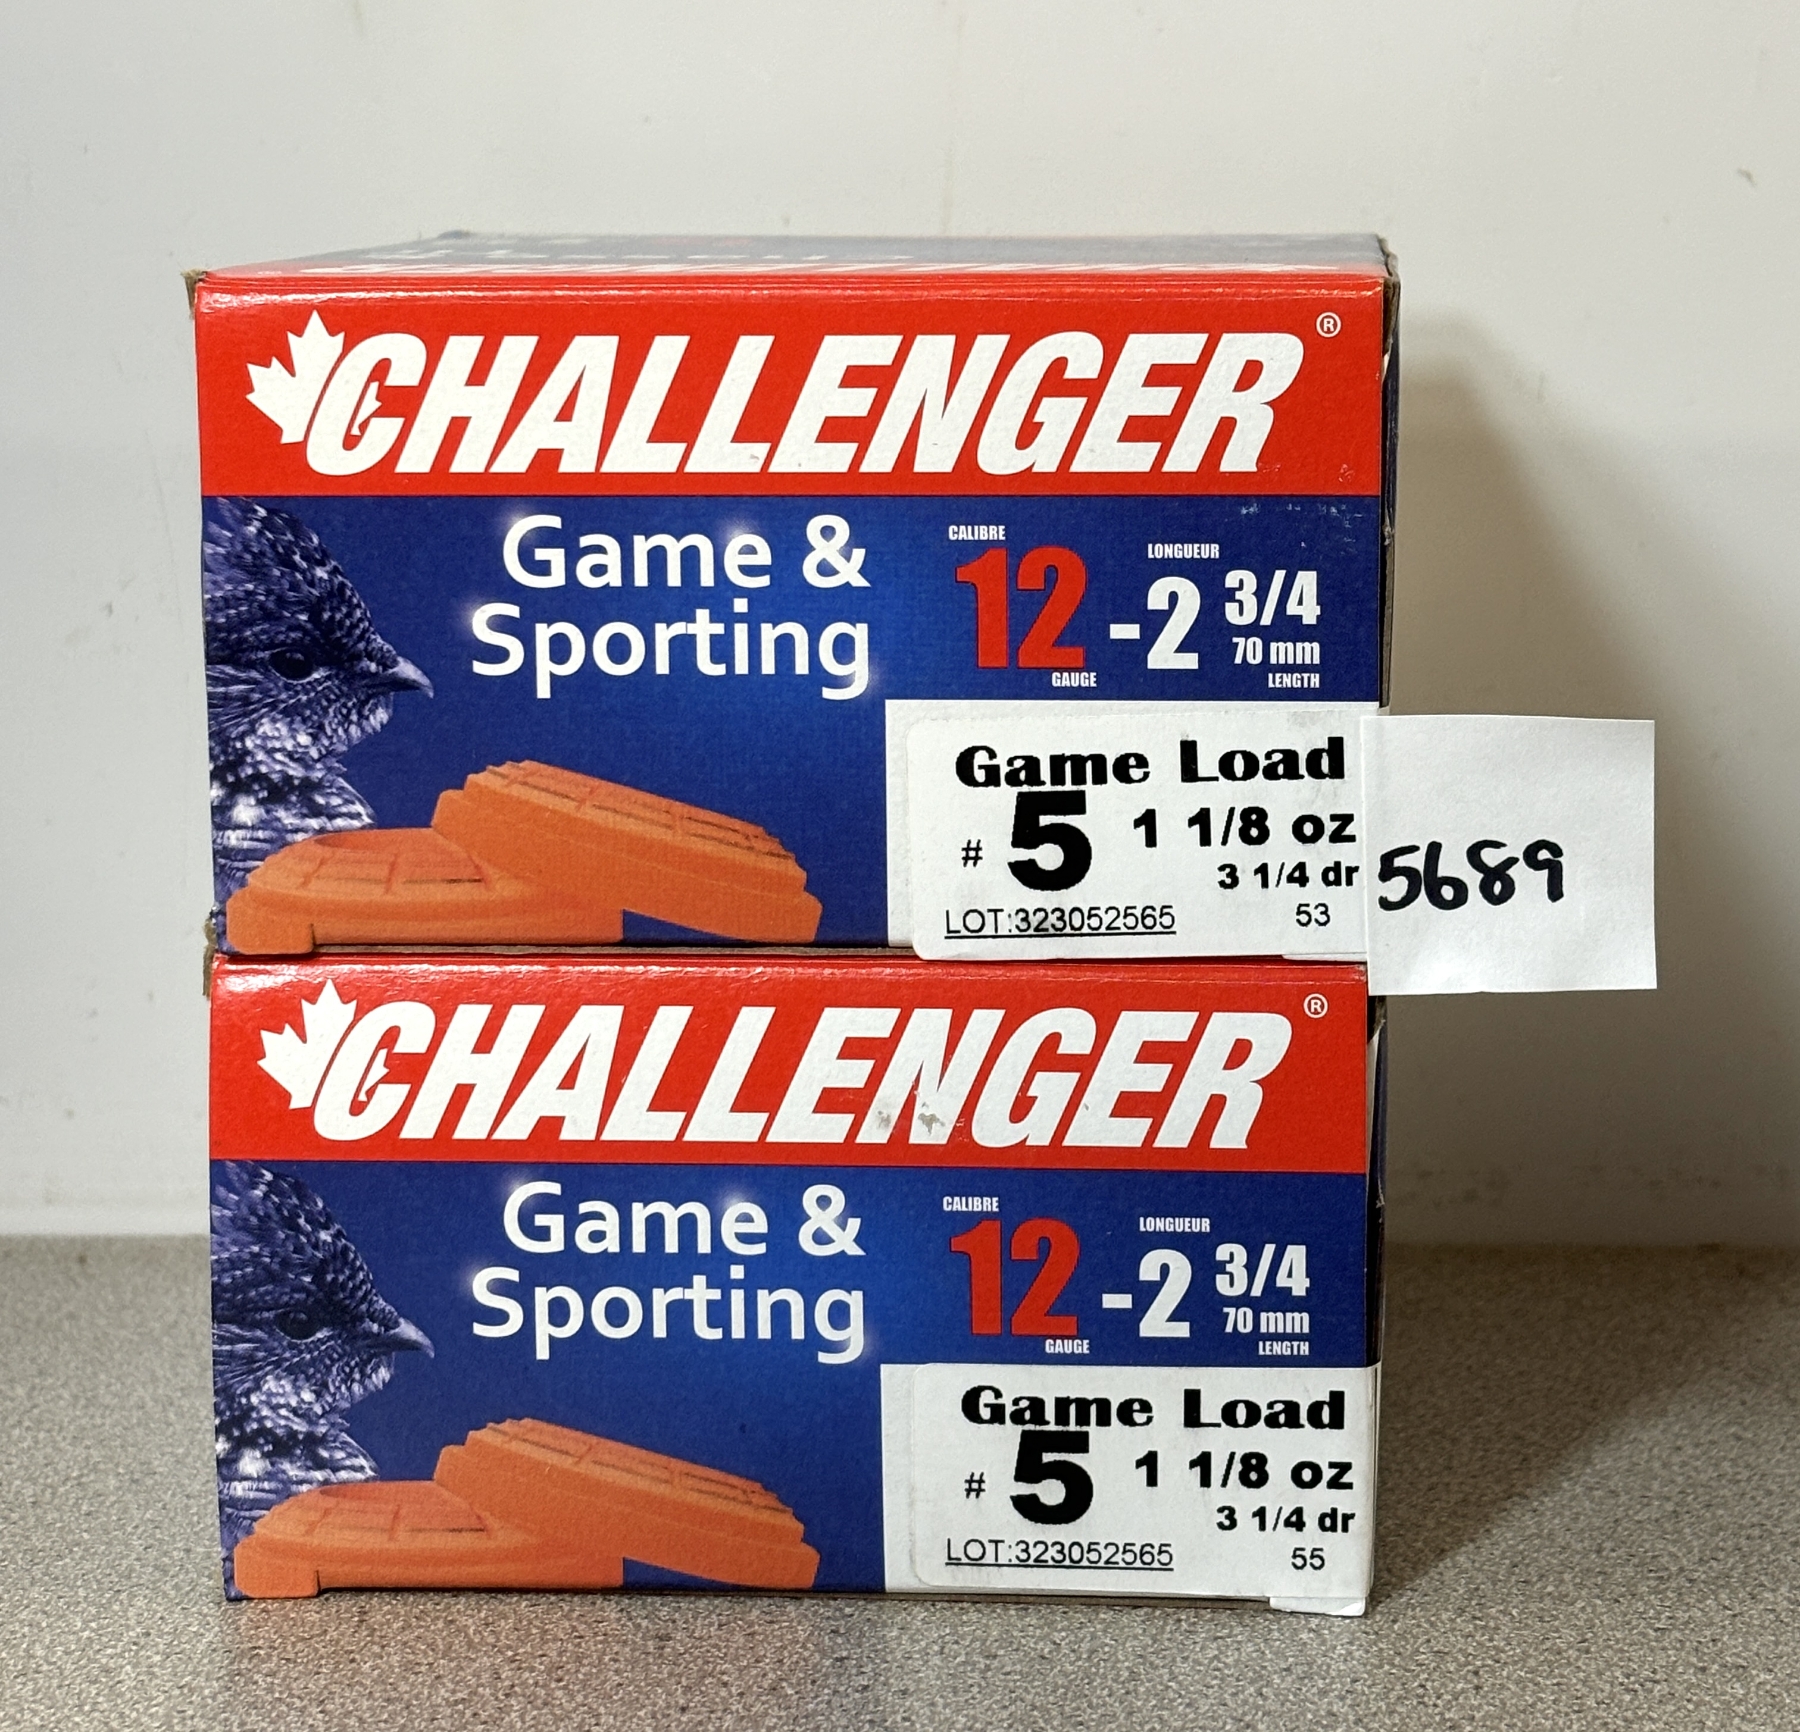 CHALLENGER®
Game &
Sporting
CALIBRE
12
GAUGE
LONGUEUR
-2 3/4
70 mm
LENGTH
Game Load
# 5 1 1/8 oz
3 1/4 dr
LOT:323052565 53
5689
CHALLENGER®
Game &
Sporting
CALIBRE
12
GAUGE
LONGUEUR
-2 3/4
70 mm
LENGTH
Game Load
# 5 1 1/8 oz
3 1/4 dr
LOT:323052565 55